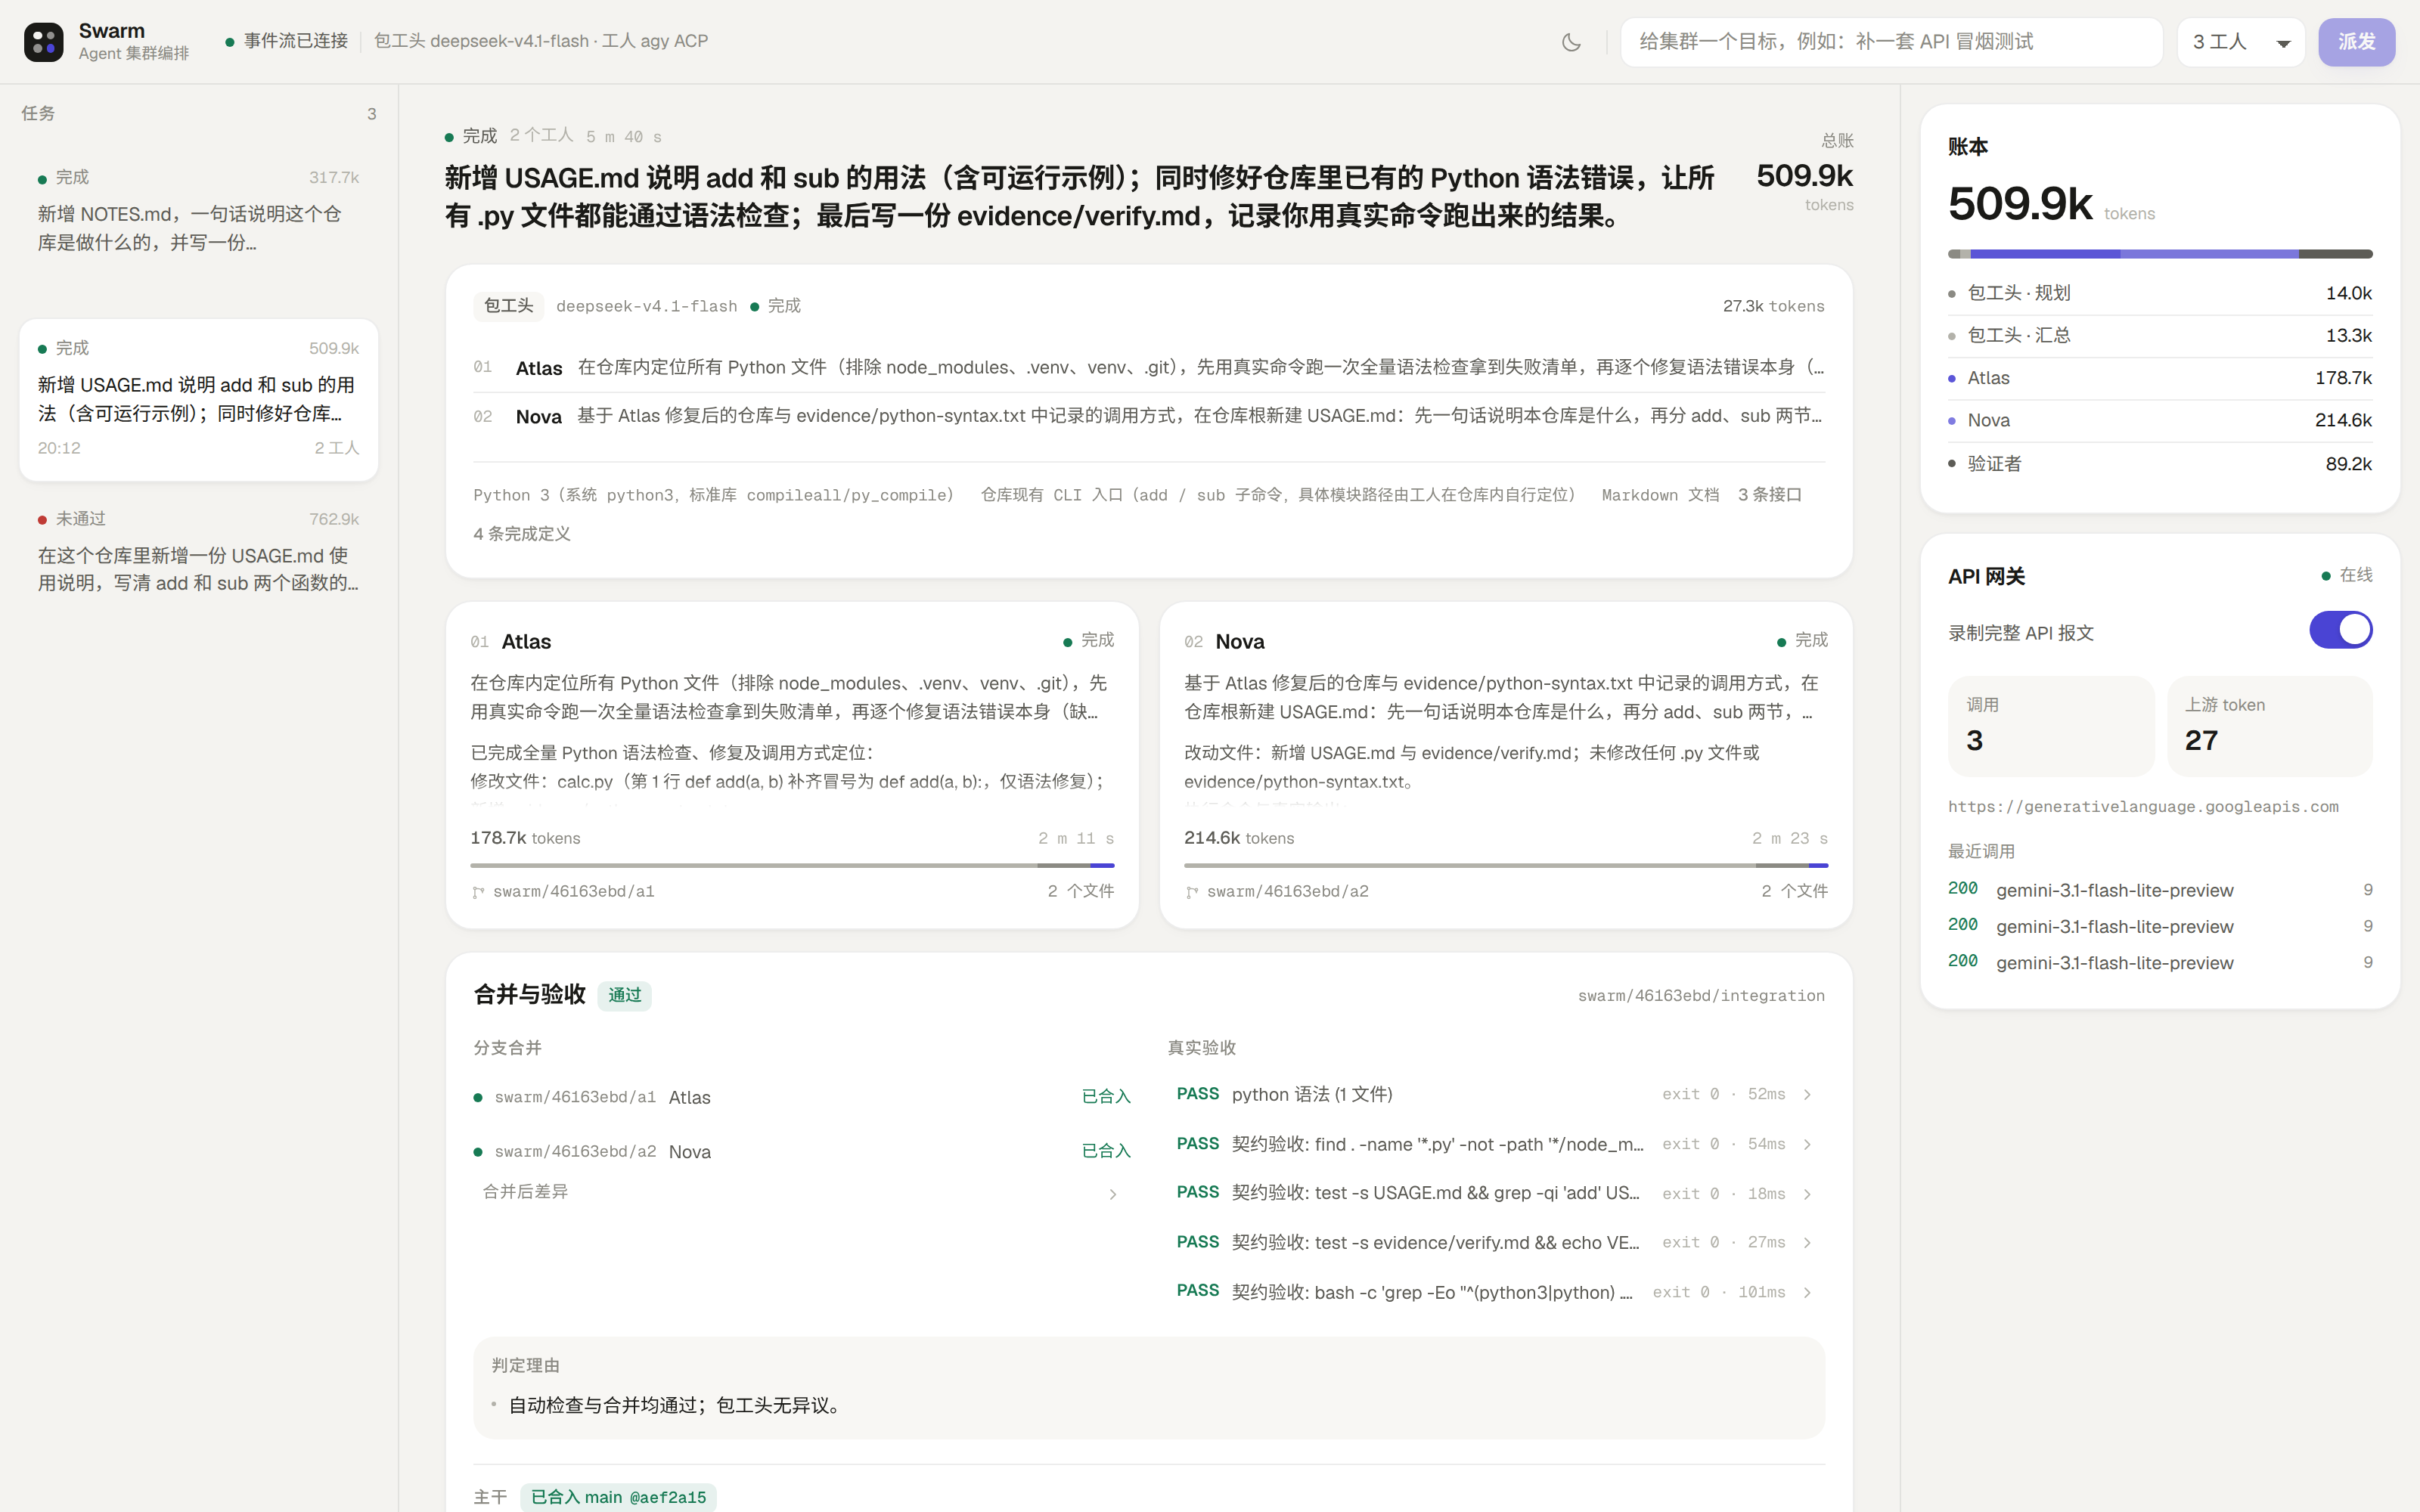 Swarm
Agent 集群编排
事件流已连接
包工头 deepseek-v4.1-flash · 工人 agy ACP
给集群一个目标，例如：补一套 API 冒烟测试
3 工人
派发
任务
3
完成
317.7k
新增 NOTES.md，一句话说明这个仓
库是做什么的，并写一份...
完成
509.9k
新增 USAGE.md 说明 add 和 sub 的用
法（含可运行示例）；同时修好仓库...
20:12
2 工人
未通过
762.9k
在这个仓库里新增一份 USAGE.md 使
用说明，写清 add 和 sub 两个函数的...
完成 2 个工人 5 m 40 s
新增 USAGE.md 说明 add 和 sub 的用法（含可运行示例）；同时修好仓库里已有的 Python 语法错误，让所
有 .py 文件都能通过语法检查；最后写一份 evidence/verify.md，记录你用真实命令跑出来的结果。
总账
509.9k
tokens
包工头 deepseek-v4.1-flash 完成
27.3k tokens
01 Atlas 在仓库内定位所有 Python 文件（排除 node_modules、.venv、venv、.git），先用真实命令跑一次全量语法检查拿到失败清单，再逐个修复语法错误本身（...
02 Nova 基于 Atlas 修复后的仓库与 evidence/python-syntax.txt 中记录的调用方式，在仓库根新建 USAGE.md：先一句话说明本仓库是什么，再分 add、sub 两节...
Python 3（系统 python3，标准库 compileall/py_compile） 仓库现有 CLI 入口（add / sub 子命令，具体模块路径由工人在仓库内自行定位） Markdown 文档 3 条接口
4 条完成定义
01 Atlas
完成
在仓库内定位所有 Python 文件（排除 node_modules、.venv、venv、.git），先
用真实命令跑一次全量语法检查拿到失败清单，再逐个修复语法错误本身（缺...
已完成全量 Python 语法检查、修复及调用方式定位：
修改文件：calc.py（第 1 行 def add(a, b) 补齐冒号为 def add(a, b):，仅语法修复）；
178.7k tokens
2 m 11 s
swarm/46163ebd/a1
2 个文件
02 Nova
完成
基于 Atlas 修复后的仓库与 evidence/python-syntax.txt 中记录的调用方式，在
仓库根新建 USAGE.md：先一句话说明本仓库是什么，再分 add、sub 两节，...
改动文件：新增 USAGE.md 与 evidence/verify.md；未修改任何 .py 文件或
evidence/python-syntax.txt。
214.6k tokens
2 m 23 s
swarm/46163ebd/a2
2 个文件
合并与验收 通过
swarm/46163ebd/integration
分支合并
swarm/46163ebd/a1 Atlas
已合入
swarm/46163ebd/a2 Nova
已合入
合并后差异
真实验收
PASS python 语法 (1 文件) exit 0 · 52ms
PASS 契约验收: find . -name '*.py' -not -path '*/node_m... exit 0 · 54ms
PASS 契约验收: test -s USAGE.md && grep -qi 'add' US... exit 0 · 18ms
PASS 契约验收: test -s evidence/verify.md && echo VE... exit 0 · 27ms
PASS 契约验收: bash -c 'grep -Eo "^(python3|python) .... exit 0 · 101ms
判定理由
自动检查与合并均通过；包工头无异议。
主干 已合入 main @aef2a15
账本
509.9k tokens
包工头 · 规划 14.0k
包工头 · 汇总 13.3k
Atlas 178.7k
Nova 214.6k
验证者 89.2k
API 网关
在线
录制完整 API 报文
调用
3
上游 token
27
https://generativelanguage.googleapis.com
最近调用
200 gemini-3.1-flash-lite-preview 9
200 gemini-3.1-flash-lite-preview 9
200 gemini-3.1-flash-lite-preview 9